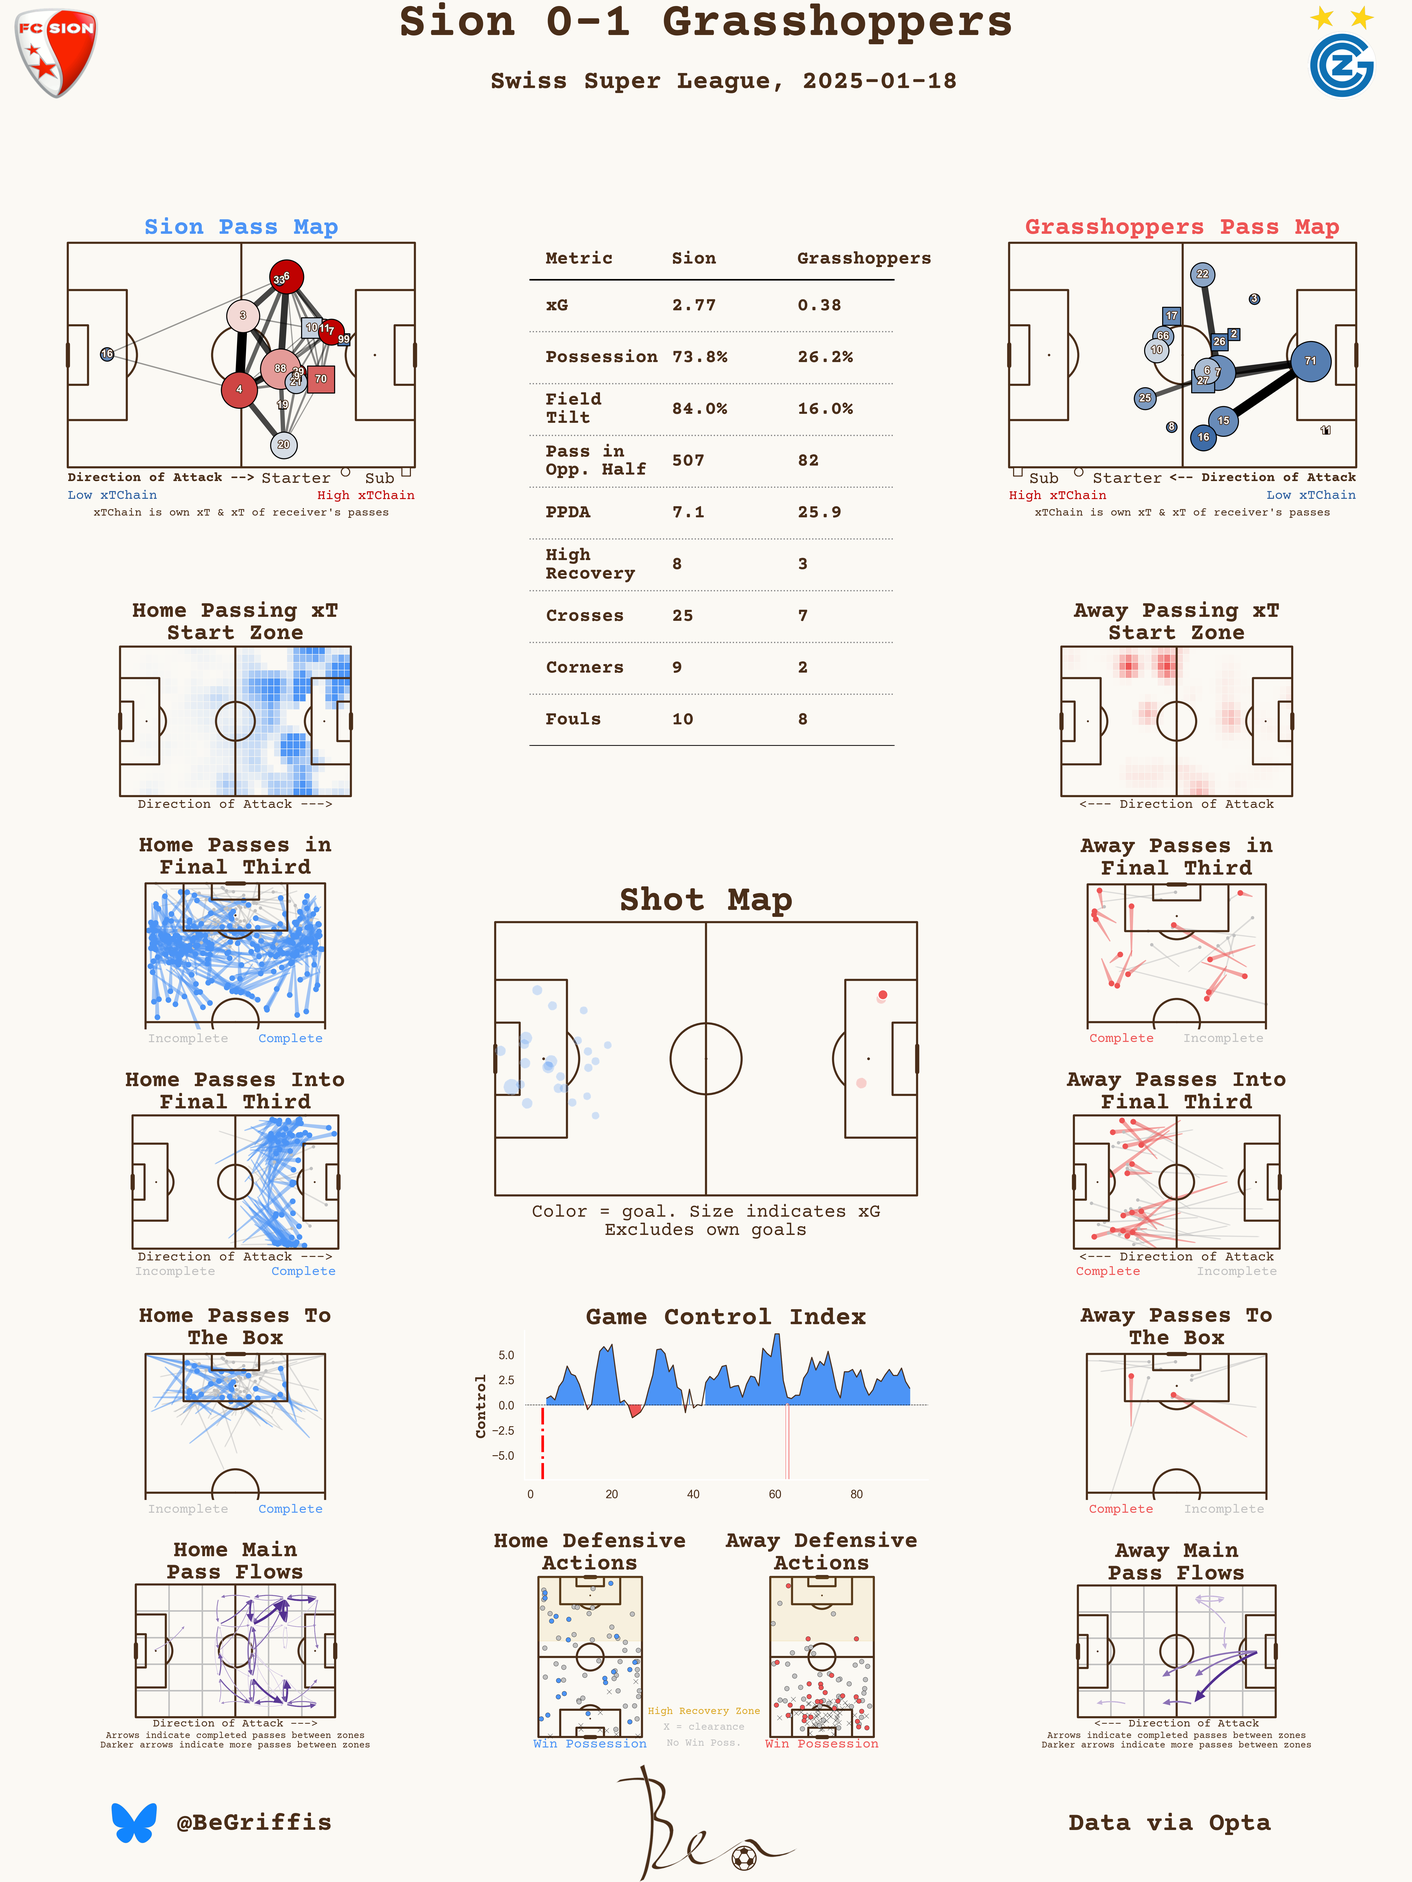 Sion 0-1 Grasshoppers
Swiss Super League, 2025-01-18
FC SION
GZ
Sion Pass Map
33 6
3
10 11 7
99
16
88
29
9
21
70
4
19
20
Direction of Attack --> Starter Sub
Low xTChain High xTChain
xTChain is own xT & xT of receiver's passes
Metric Sion Grasshoppers
xG 2.77 0.38
Possession 73.8% 26.2%
Field
Tilt 84.0% 16.0%
Pass in
Opp. Half 507 82
PPDA 7.1 25.9
High
Recovery 8 3
Crosses 25 7
Corners 9 2
Fouls 10 8
Grasshoppers Pass Map
22
3
17
66
2
10
26
71
6 7
27
25
15
8
16
11
Sub Starter <-- Direction of Attack
High xTChain Low xTChain
xTChain is own xT & xT of receiver's passes
Home Passing xT
Start Zone
Direction of Attack --->
Away Passing xT
Start Zone
<--- Direction of Attack
Home Passes in
Final Third
Incomplete Complete
Away Passes in
Final Third
Complete Incomplete
Shot Map
Color = goal. Size indicates xG
Excludes own goals
Home Passes Into
Final Third
Direction of Attack --->
Incomplete Complete
Away Passes Into
Final Third
<--- Direction of Attack
Complete Incomplete
Home Passes To
The Box
Incomplete Complete
Game Control Index
Control
5.0
2.5
0.0
−2.5
−5.0
0 20 40 60 80
Away Passes To
The Box
Complete Incomplete
Home Main
Pass Flows
Direction of Attack --->
Arrows indicate completed passes between zones
Darker arrows indicate more passes between zones
Home Defensive
Actions
Win Possession
High Recovery Zone
X = clearance
No Win Poss.
Away Defensive
Actions
Win Possession
Away Main
Pass Flows
<--- Direction of Attack
Arrows indicate completed passes between zones
Darker arrows indicate more passes between zones
@BeGriffis
Ben
Data via Opta